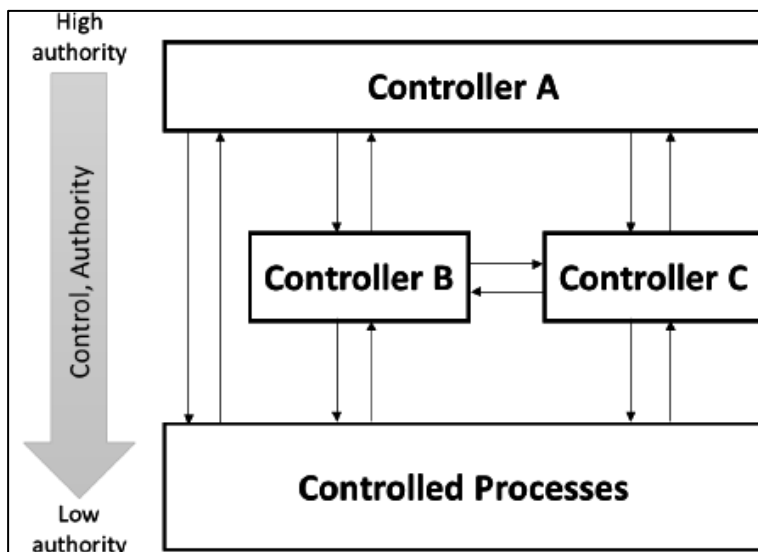 High
authority
Controller A
Control, Authority
Controller B
Controller C
Controlled Processes
Low
authority